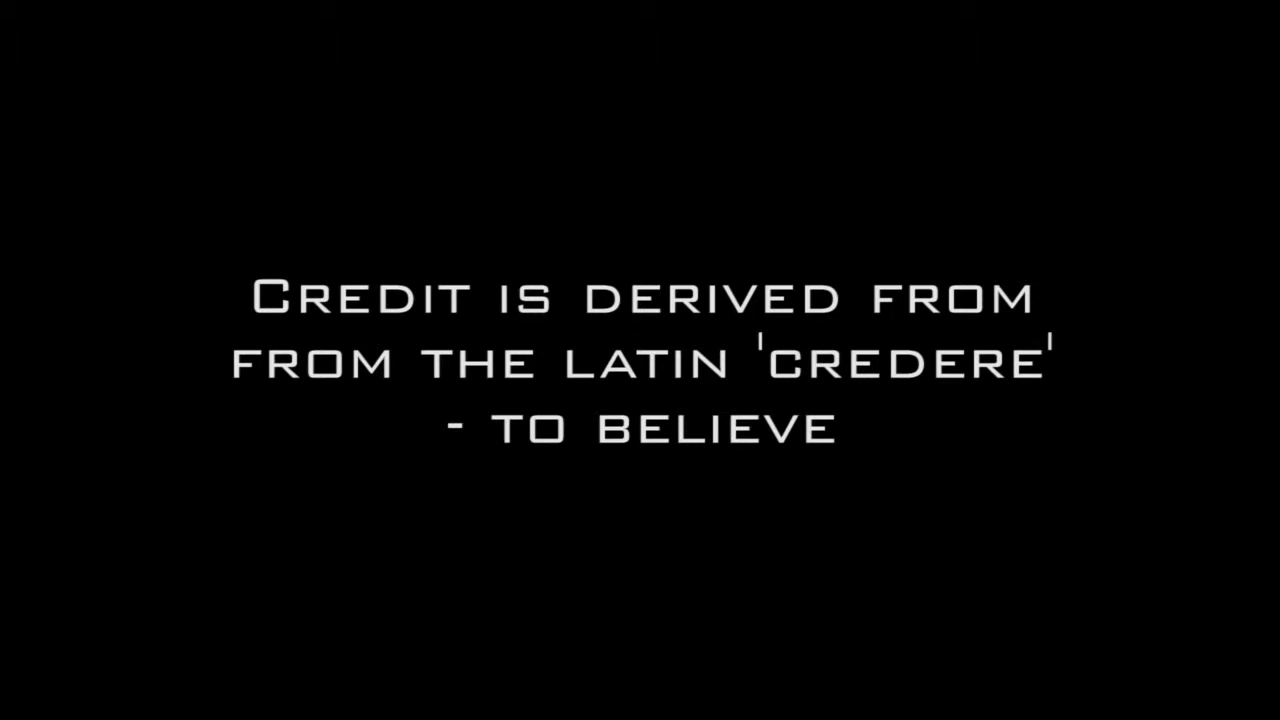 Credit is derived from
from the latin 'credere'
- to believe